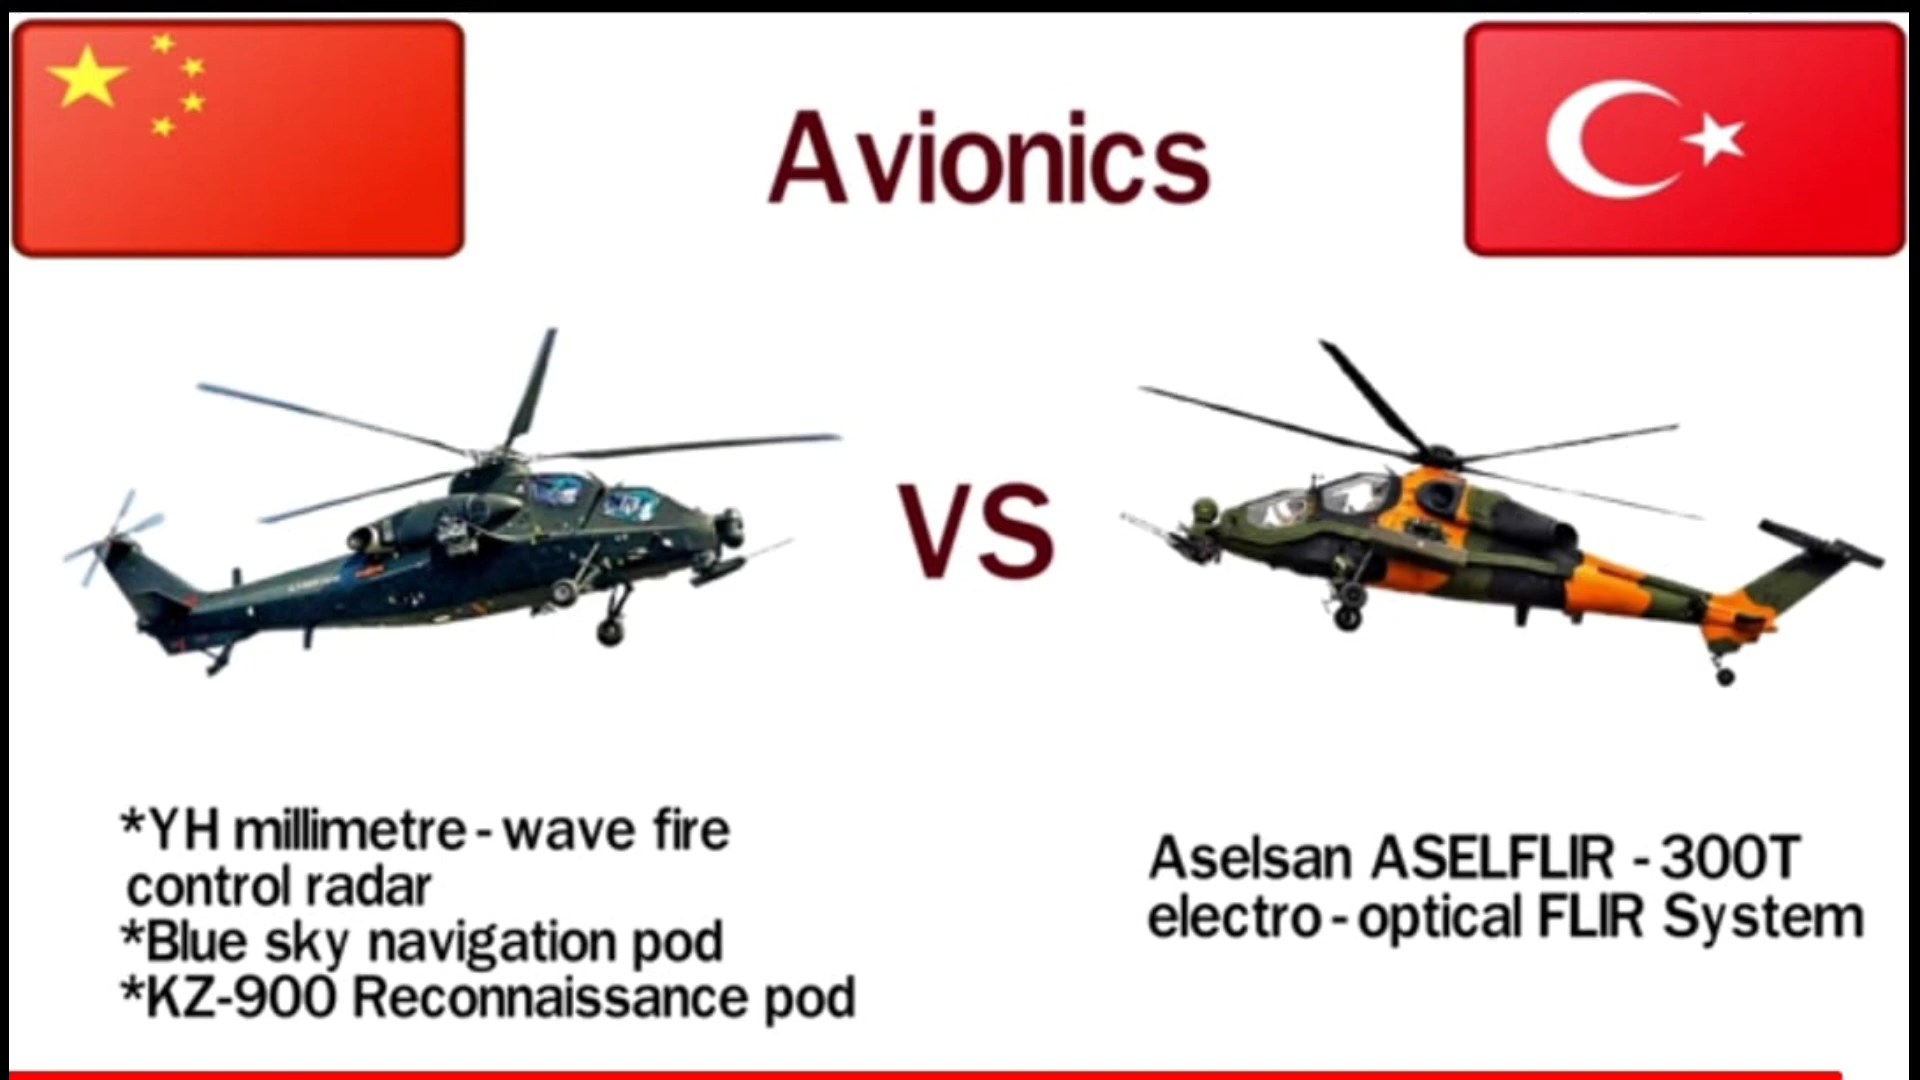 Avionics
VS
*YH millimetre - wave fire
control radar
*Blue sky navigation pod
*KZ-900 Reconnaissance pod
Aselsan ASELFLIR - 300T
electro - optical FLIR System